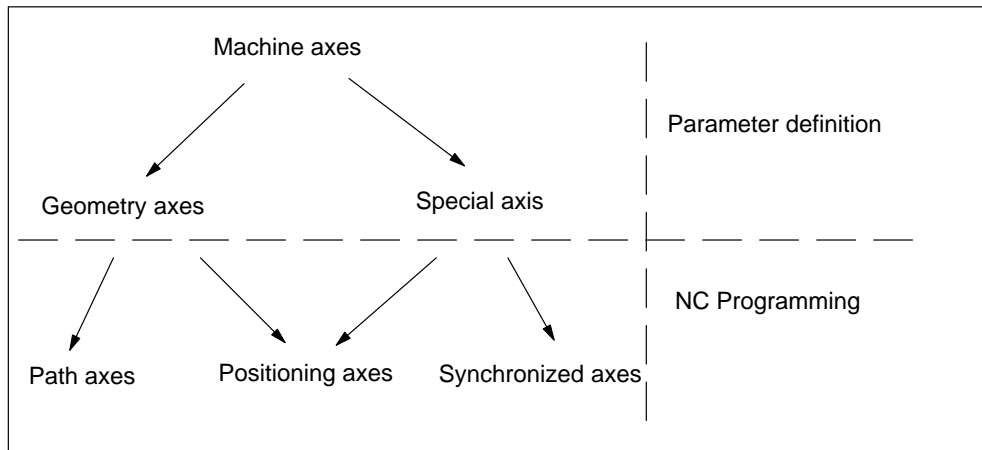 Machine axes
Parameter definition
Geometry axes
Special axis
NC Programming
Path axes
Positioning axes
Synchronized axes